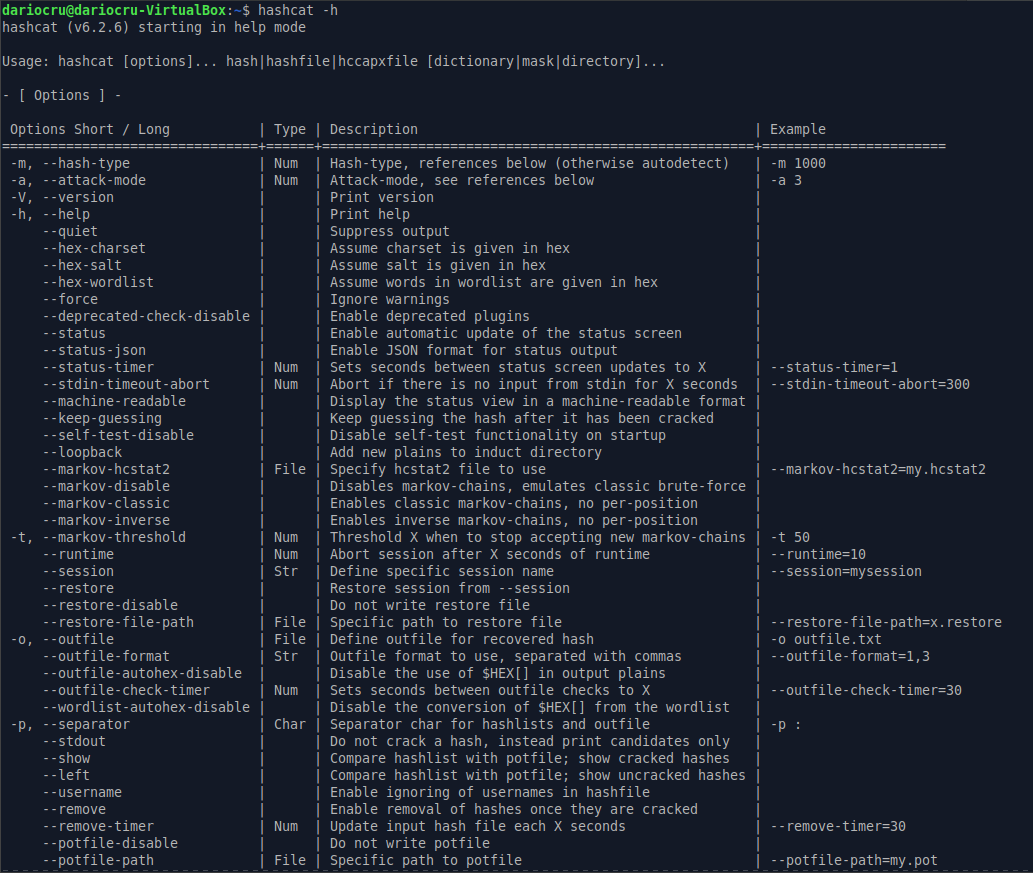 dariocru@dariocru-VirtualBox:~$ hashcat -h
hashcat (v6.2.6) starting in help mode

Usage: hashcat [options]... hash|hashfile|hccapxfile [dictionary|mask|directory]...

- [ Options ] -

 Options Short / Long           | Type | Description                                          | Example
================================+======+======================================================+=======================
 -m, --hash-type                | Num  | Hash-type, references below (otherwise autodetect)   | -m 1000
 -a, --attack-mode              | Num  | Attack-mode, see references below                    | -a 3
 -V, --version                  |      | Print version                                        |
 -h, --help                     |      | Print help                                           |
     --quiet                    |      | Suppress output                                      |
     --hex-charset              |      | Assume charset is given in hex                       |
     --hex-salt                 |      | Assume salt is given in hex                          |
     --hex-wordlist             |      | Assume words in wordlist are given in hex            |
     --force                    |      | Ignore warnings                                      |
     --deprecated-check-disable |      | Enable deprecated plugins                            |
     --status                   |      | Enable automatic update of the status screen         |
     --status-json              |      | Enable JSON format for status output                 |
     --status-timer             | Num  | Sets seconds between status screen updates to X      | --status-timer=1
     --stdin-timeout-abort      | Num  | Abort if there is no input from stdin for X seconds  | --stdin-timeout-abort=300
     --machine-readable         |      | Display the status view in a machine-readable format |
     --keep-guessing            |      | Keep guessing the hash after it has been cracked     |
     --self-test-disable        |      | Disable self-test functionality on startup           |
     --loopback                 |      | Add new plains to induct directory                   |
     --markov-hcstat2           | File | Specify hcstat2 file to use                          | --markov-hcstat2=my.hcstat2
     --markov-disable           |      | Disables markov-chains, emulates classic brute-force |
     --markov-classic           |      | Enables classic markov-chains, no per-position       |
     --markov-inverse           |      | Enables inverse markov-chains, no per-position       |
 -t, --markov-threshold         | Num  | Threshold X when to stop accepting new markov-chains | -t 50
     --runtime                  | Num  | Abort session after X seconds of runtime             | --runtime=10
     --session                  | Str  | Define specific session name                         | --session=mysession
     --restore                  |      | Restore session from --session                       |
     --restore-disable          |      | Do not write restore file                            |
     --restore-file-path        | File | Specific path to restore file                        | --restore-file-path=x.restore
 -o, --outfile                  | File | Define outfile for recovered hash                    | -o outfile.txt
     --outfile-format           | Str  | Outfile format to use, separated with commas         | --outfile-format=1,3
     --outfile-autohex-disable  |      | Disable the use of $HEX[] in output plains           |
     --outfile-check-timer      | Num  | Sets seconds between outfile checks to X             | --outfile-check-timer=30
     --wordlist-autohex-disable |      | Disable the conversion of $HEX[] from the wordlist   |
 -p, --separator                | Char | Separator char for hashlists and outfile             | -p :
     --stdout                   |      | Do not crack a hash, instead print candidates only   |
     --show                     |      | Compare hashlist with potfile; show cracked hashes   |
     --left                     |      | Compare hashlist with potfile; show uncracked hashes |
     --username                 |      | Enable ignoring of usernames in hashfile             |
     --remove                   |      | Enable removal of hashes once they are cracked       |
     --remove-timer             | Num  | Update input hash file each X seconds                | --remove-timer=30
     --potfile-disable          |      | Do not write potfile                                 |
     --potfile-path             | File | Specific path to potfile                             | --potfile-path=my.pot